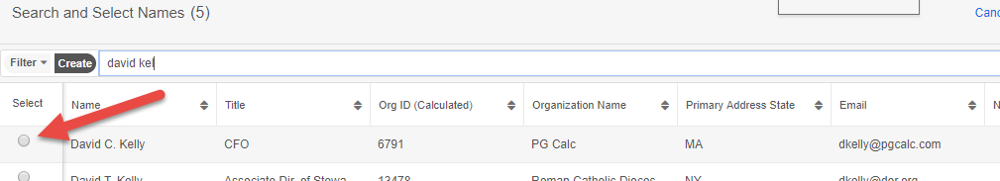 Search and Select Names (5)
Canc
Filter Create david kel
Select Name Title Org ID (Calculated) Organization Name Primary Address State Email N
David C. Kelly CFO 6791 PG Calc MA dkelly@pgcalc.com
David T. Kelly Associate Dir. of Stewa... 13478 Roman Catholic Dioces... NY dkelly@dor.org